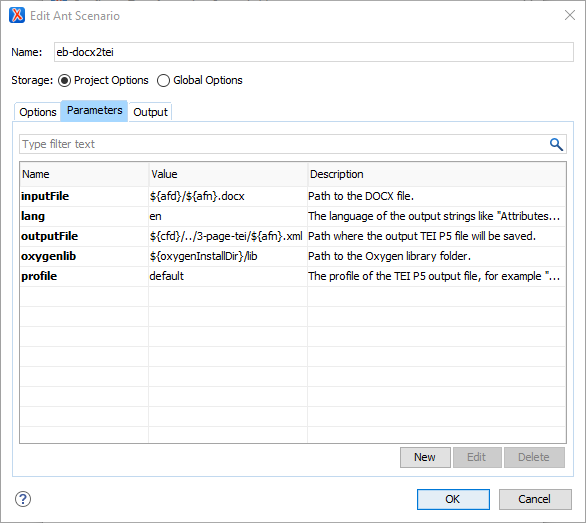 Edit Ant Scenario
Name: eb-docx2tei
Storage: Project Options Global Options
Options Parameters Output
Type filter text
Name Value Description
inputFile ${afd}/${afn}.docx Path to the DOCX file.
lang en The language of the output strings like "Attributes...
outputFile ${cfd}/../3-page-tei/${afn}.xml Path where the output TEI P5 file will be saved.
oxygenlib ${oxygenInstallDir}/lib Path to the Oxygen library folder.
profile default The profile of the TEI P5 output file, for example "...
New Edit Delete
? OK Cancel